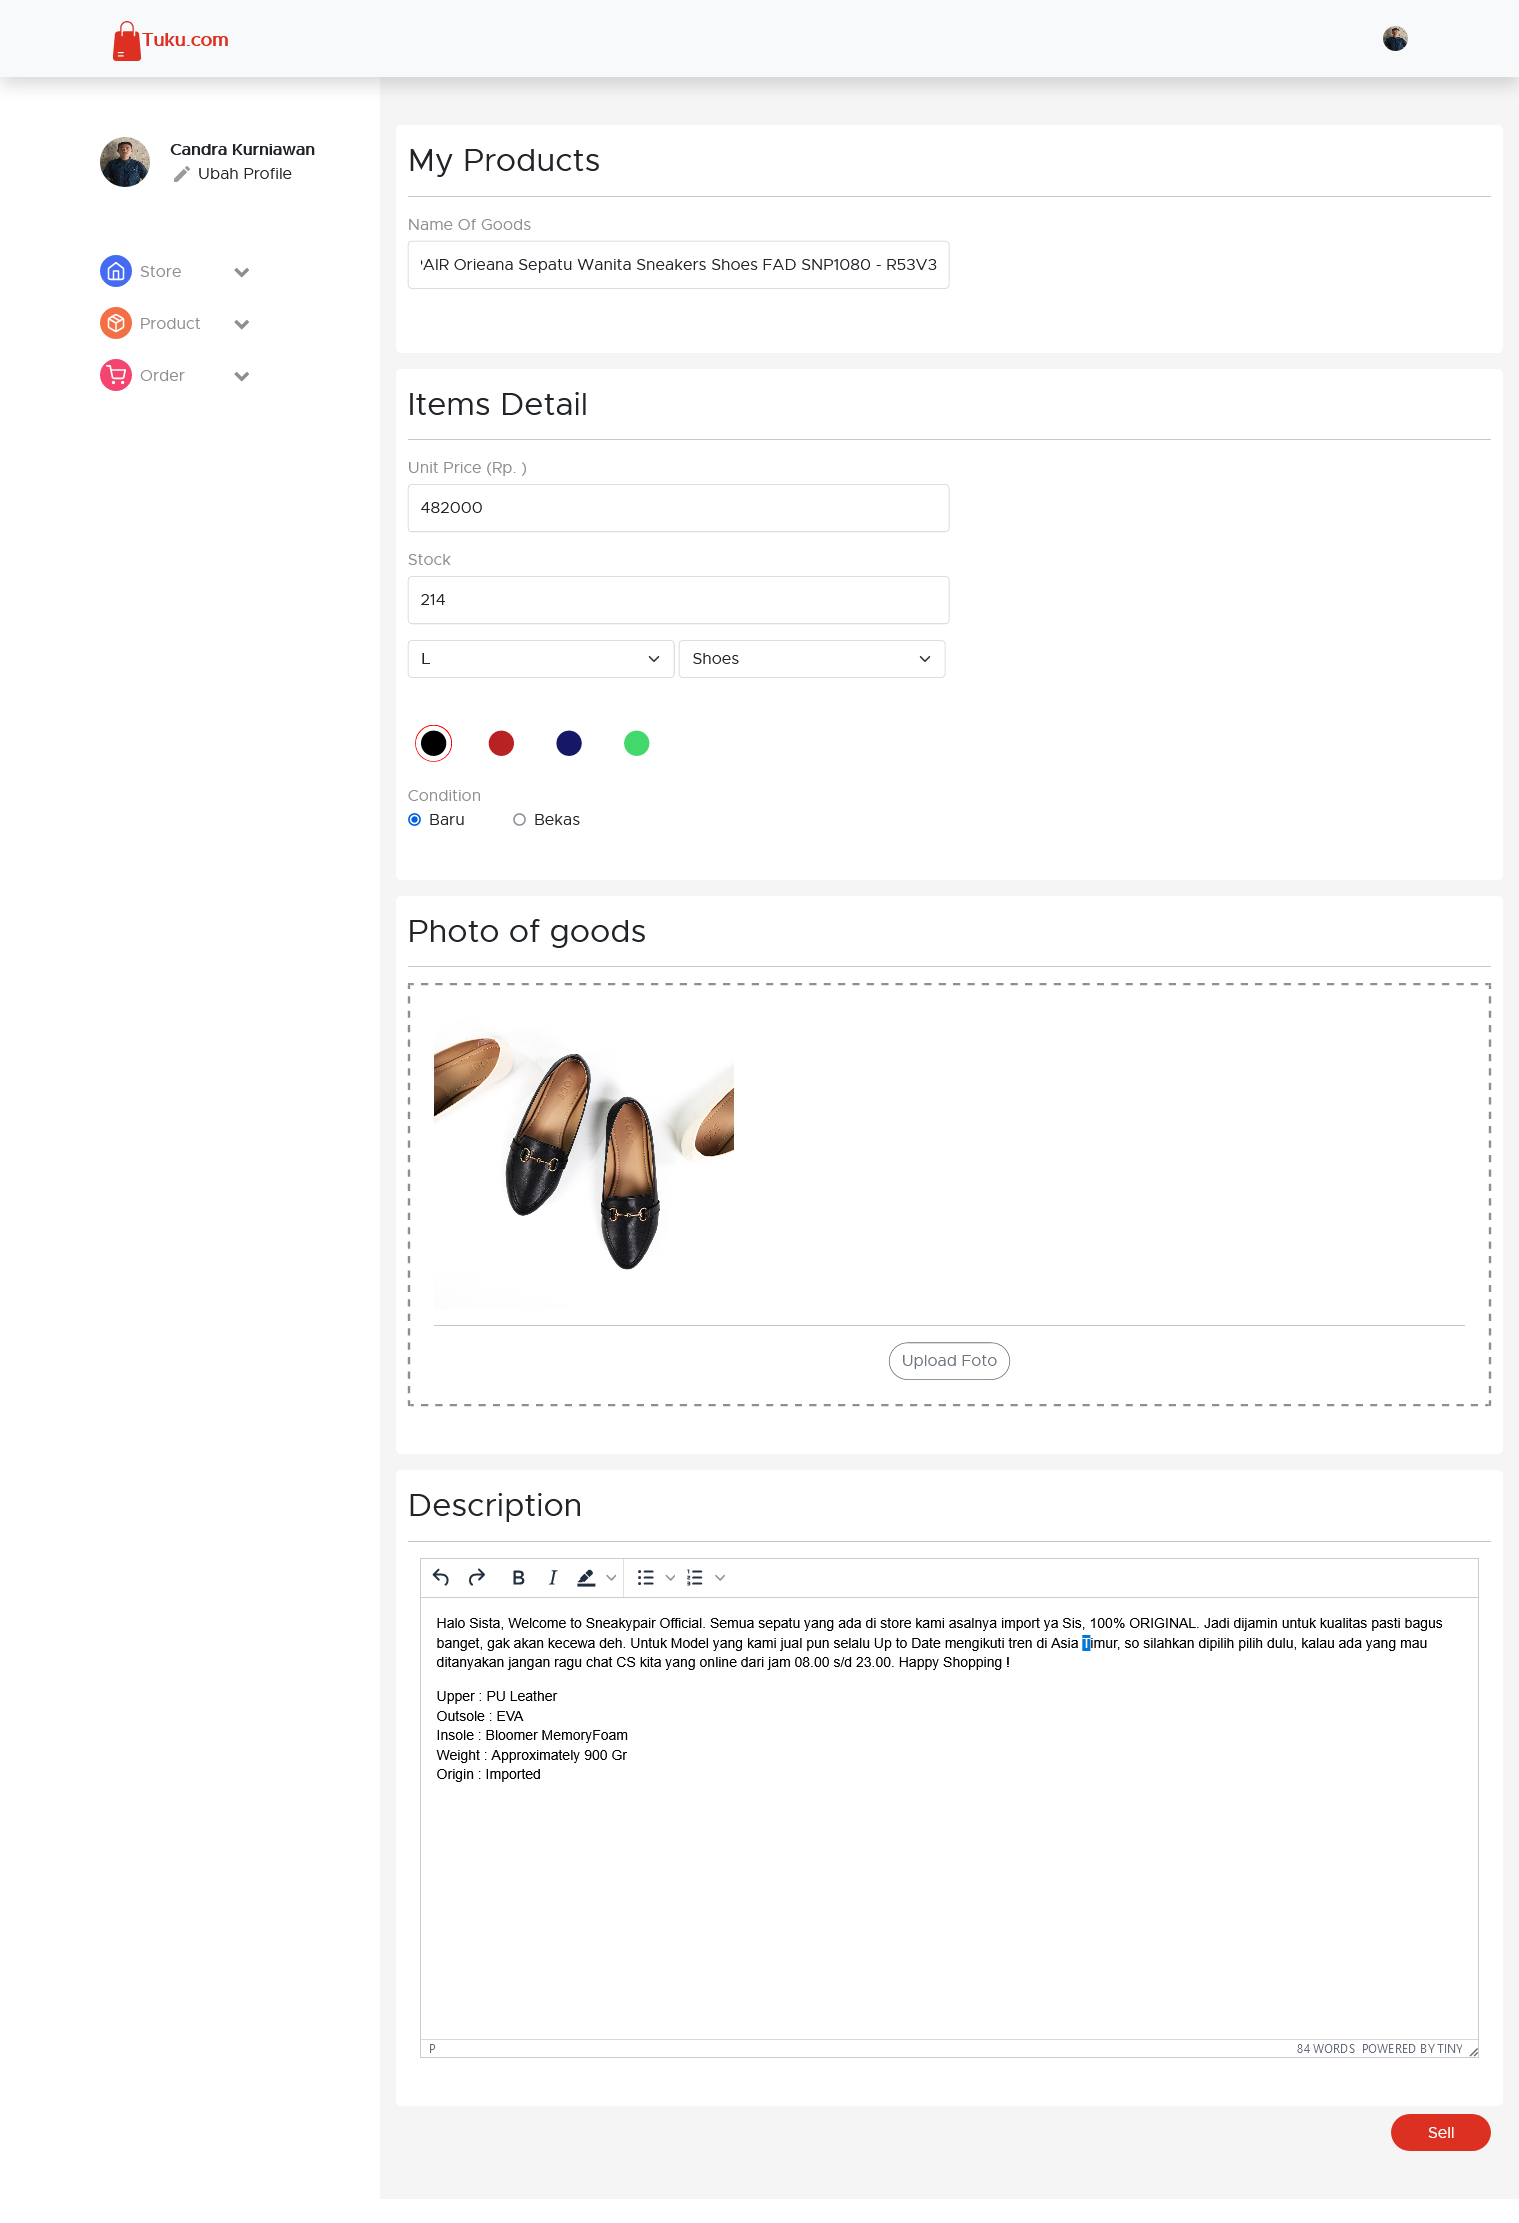 Tuku.com
Candra Kurniawan
Ubah Profile
Store
Product
Order
My Products
Name Of Goods
PAIR Orieana Sepatu Wanita Sneakers Shoes FAD SNP1080 - R53V3
Items Detail
Unit Price (Rp. )
482000
Stock
214
L
Shoes
Condition
Baru
Bekas
Photo of goods
Upload Foto
Description
B I
Halo Sista, Welcome to Sneakypair Official. Semua sepatu yang ada di store kami asalnya import ya Sis, 100% ORIGINAL. Jadi dijamin untuk kualitas pasti bagus
banget, gak akan kecewa deh. Untuk Model yang kami jual pun selalu Up to Date mengikuti tren di Asia Timur, so silahkan dipilih pilih dulu, kalau ada yang mau
ditanyakan jangan ragu chat CS kita yang online dari jam 08.00 s/d 23.00. Happy Shopping !
Upper : PU Leather
Outsole : EVA
Insole : Bloomer MemoryFoam
Weight : Approximately 900 Gr
Origin : Imported
P
84 WORDS POWERED BY TINY
Sell